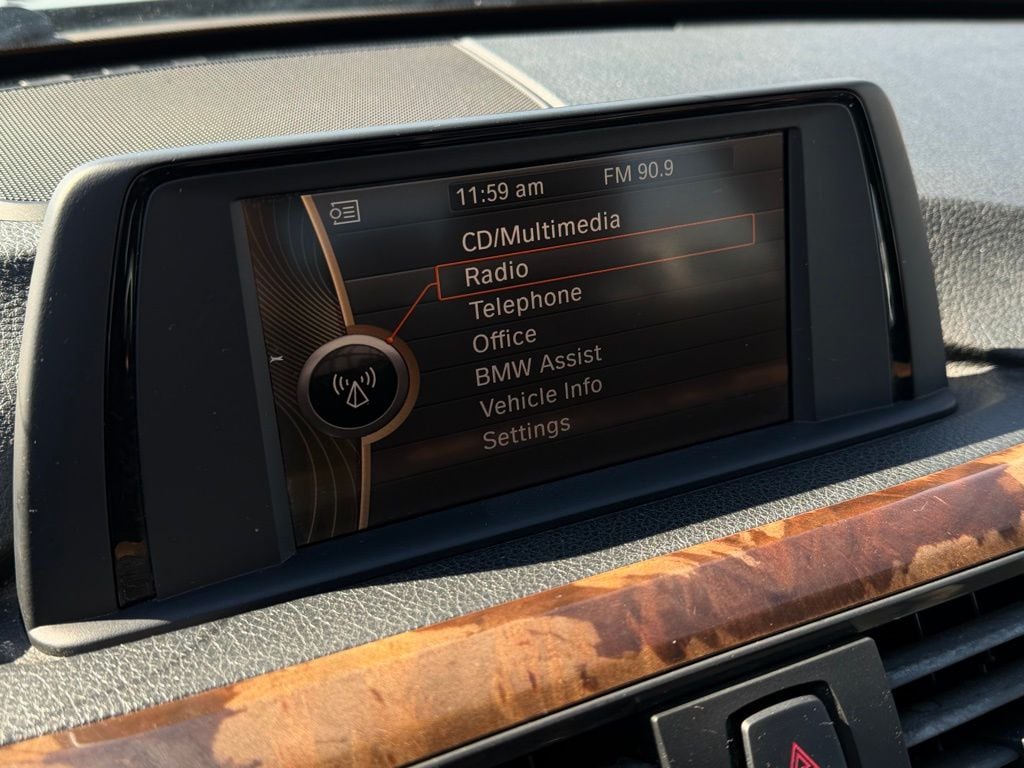 11:59 am FM 90.9
CD/Multimedia
Radio
Telephone
Office
BMW Assist
Vehicle Info
Settings